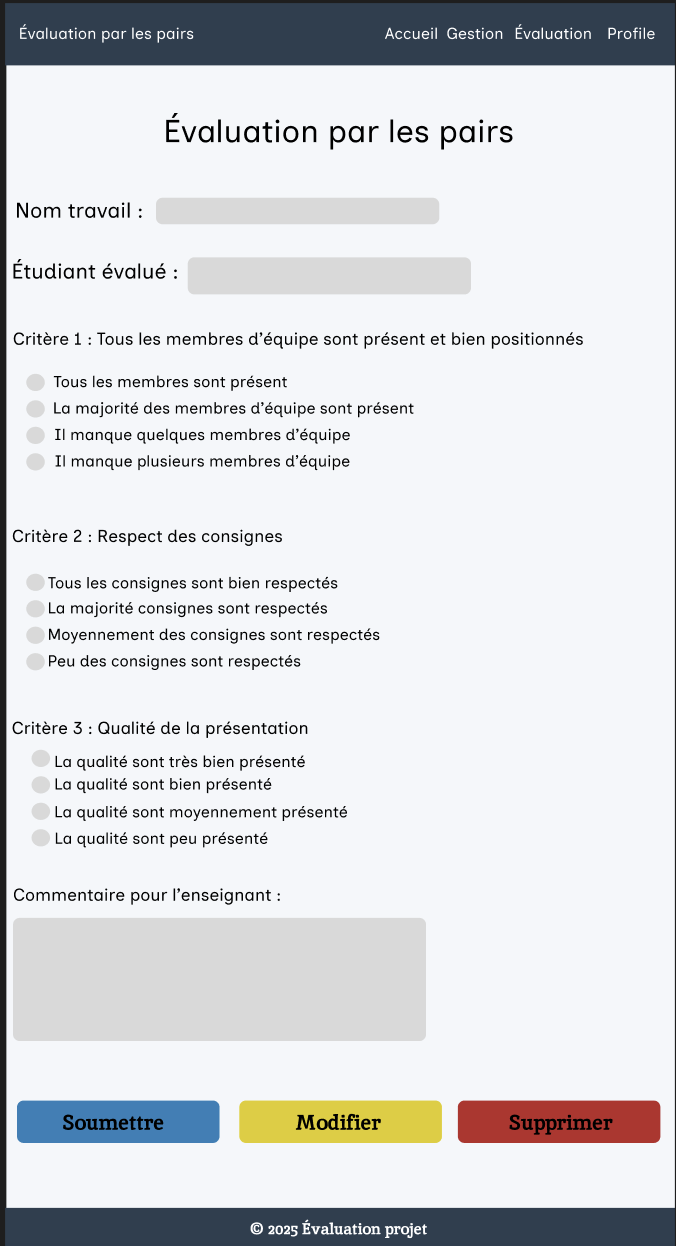 Évaluation par les pairs
Accueil Gestion Évaluation Profile
Évaluation par les pairs
Nom travail :
Étudiant évalué :
Critère 1 : Tous les membres d’équipe sont présent et bien positionnés
Tous les membres sont présent
La majorité des membres d’équipe sont présent
Il manque quelques membres d’équipe
Il manque plusieurs membres d’équipe
Critère 2 : Respect des consignes
Tous les consignes sont bien respectés
La majorité consignes sont respectés
Moyennement des consignes sont respectés
Peu des consignes sont respectés
Critère 3 : Qualité de la présentation
La qualité sont très bien présenté
La qualité sont bien présenté
La qualité sont moyennement présenté
La qualité sont peu présenté
Commentaire pour l’enseignant :
Soumettre
Modifier
Supprimer
© 2025 Évaluation projet